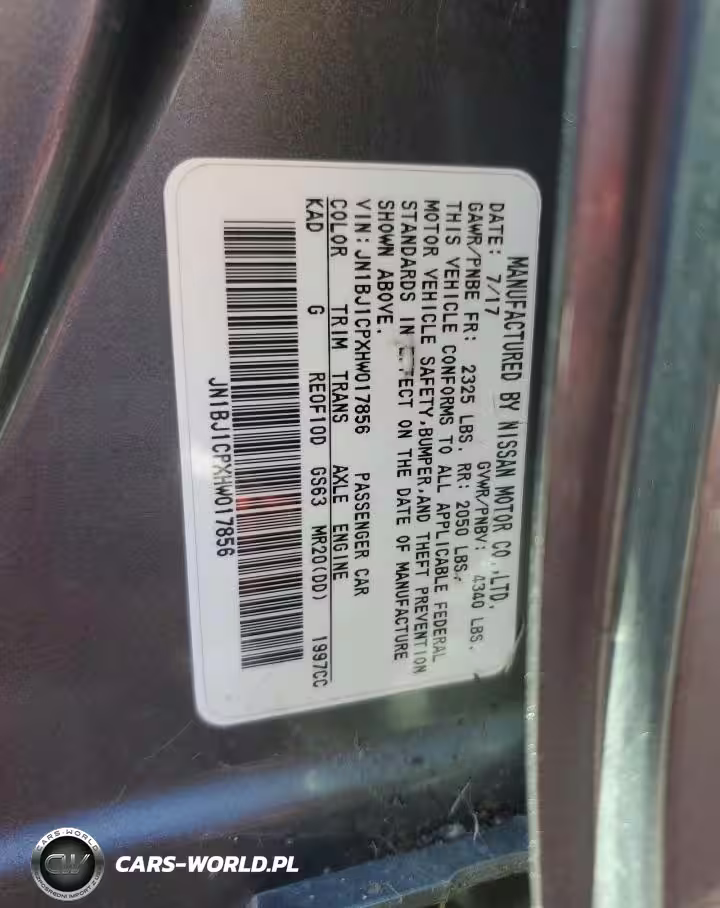 MANUFACTURED BY NISSAN MOTOR CO.,LTD.
DATE: 7/17 GVWR/PNBV: 4340 LBS.
GAWR/PNBE FR: 2325 LBS. RR: 2050 LBS.
THIS VEHICLE CONFORMS TO ALL APPLICABLE FEDERAL
MOTOR VEHICLE SAFETY,BUMPER,AND THEFT PREVENTION
STANDARDS IN EFFECT ON THE DATE OF MANUFACTURE
SHOWN ABOVE.
VIN:JN1BJ1CPXHW017856 PASSENGER CAR
COLOR TRIM TRANS AXLE ENGINE
KAD G RE0F10D GS63 MR20(DD) 1997CC
JN1BJ1CPXHW017856
CARS-WORLD
CW
CARS-WORLD.PL